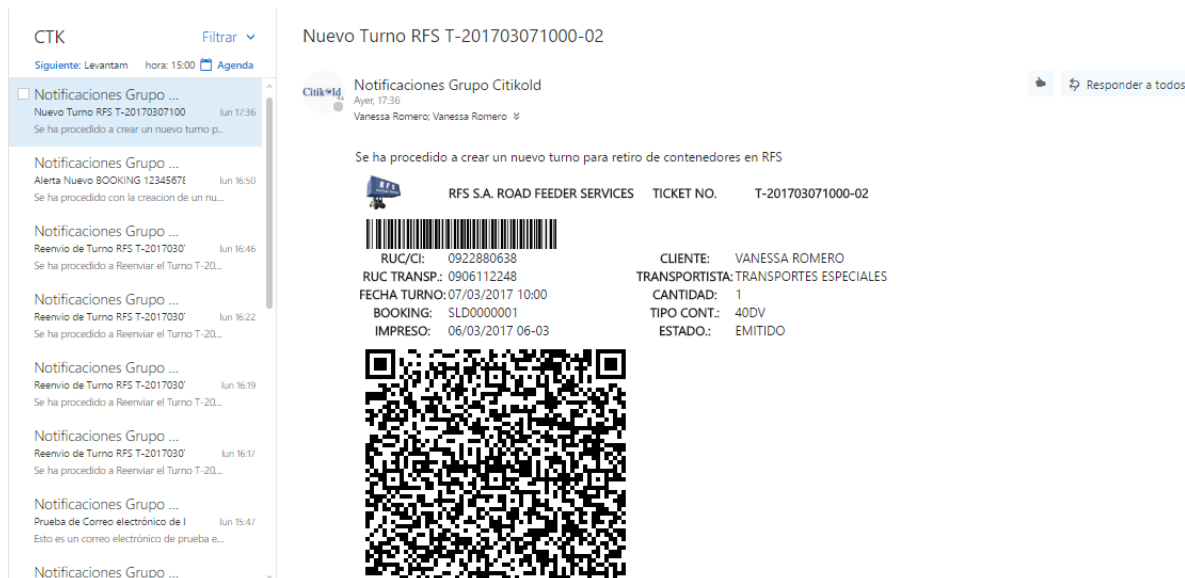 CTK
Filtrar
Siguiente: Levantam hora: 15:00 Agenda
Notificaciones Grupo ...
Nuevo Turno RFS T-20170307100 lun 17:36
Se ha procedido a crear un nuevo turno p...
Notificaciones Grupo ...
Alerta Nuevo BOOKING 12345678 lun 16:50
Se ha procedido con la creacion de un nu...
Notificaciones Grupo ...
Reenvio de Turno RFS T-2017030 lun 16:46
Se ha procedido a Reenviar el Turno T-20...
Notificaciones Grupo ...
Reenvio de Turno RFS T-2017030 lun 16:22
Se ha procedido a Reenviar el Turno T-20...
Notificaciones Grupo ...
Reenvio de Turno RFS T-2017030 lun 16:19
Se ha procedido a Reenviar el Turno T-20...
Notificaciones Grupo ...
Reenvio de Turno RFS T-2017030 lun 16:17
Se ha procedido a Reenviar el Turno T-20...
Notificaciones Grupo ...
Prueba de Correo electrónico de lun 15:47
Esto es un correo electrónico de prueba e...
Notificaciones Grupo ...
Nuevo Turno RFS T-201703071000-02
Citikold
Notificaciones Grupo Citikold
Ayer, 17:36
Vanessa Romero; Vanessa Romero
Responder a todos
Se ha procedido a crear un nuevo turno para retiro de contenedores en RFS
RFS
RFS S.A. ROAD FEEDER SERVICES TICKET NO. T-201703071000-02
RUC/CI: 0922880638 CLIENTE: VANESSA ROMERO
RUC TRANSP.: 0906112248 TRANSPORTISTA: TRANSPORTES ESPECIALES
FECHA TURNO: 07/03/2017 10:00 CANTIDAD: 1
BOOKING: SLD0000001 TIPO CONT.: 40DV
IMPRESO: 06/03/2017 06-03 ESTADO.: EMITIDO